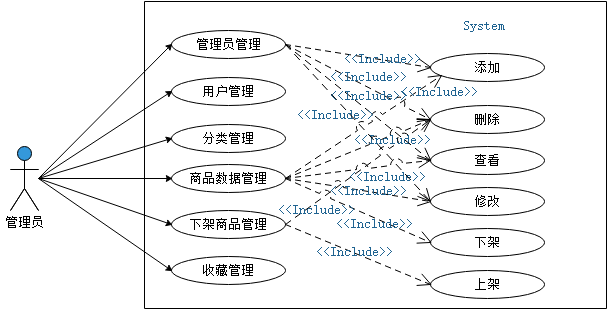 System
管理员管理
<<Include>>
添加
<<Include>>
用户管理
<<Include>>
<<Include>>
<<Include>>
删除
分类管理
<<Include>>
查看
商品数据管理
<<Include>>
<<Include>>
修改
管理员
下架商品管理
<<Include>>
<<Include>>
下架
<<Include>>
收藏管理
上架